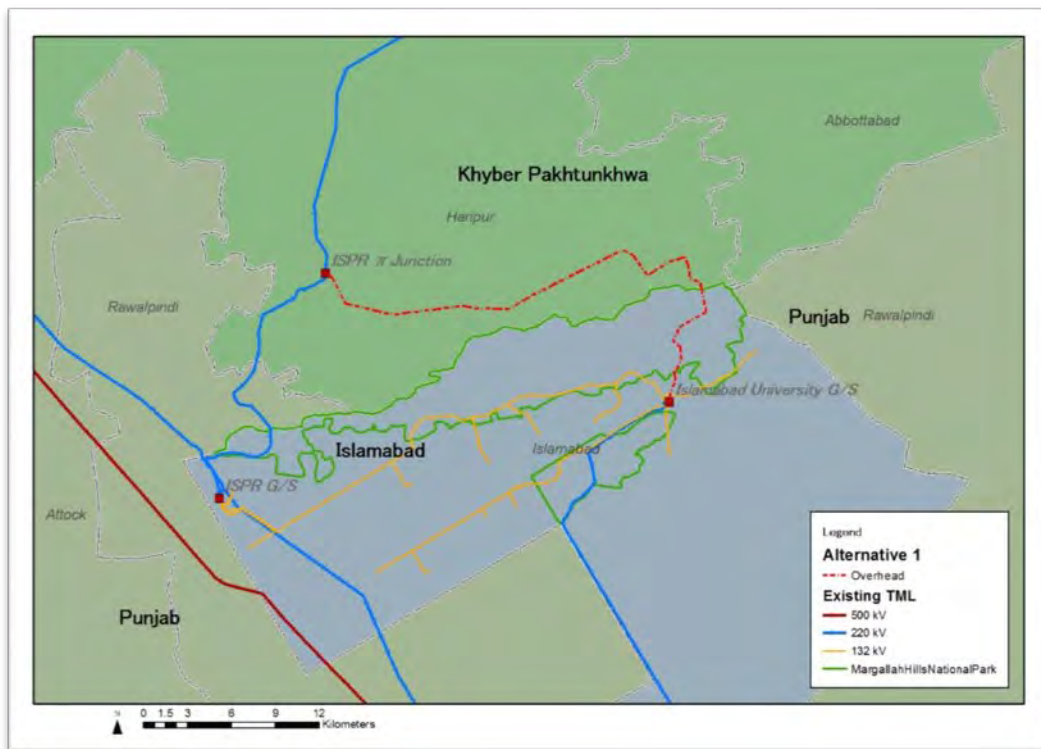 Abbottabad
Khyber Pakhtunkhwa
Haripur
ISPR π Junction
Rawalpindi
Punjab
Rawalpindi
Islamabad University G/S
Islamabad
Islamabad
ISPR G/S
Attock
Punjab
Legend
Alternative 1
Overhead
Existing TML
500 kV
220 kV
132 kV
MargallahHillsNationalPark
0 1.5 3 6 9 12
Kilometers